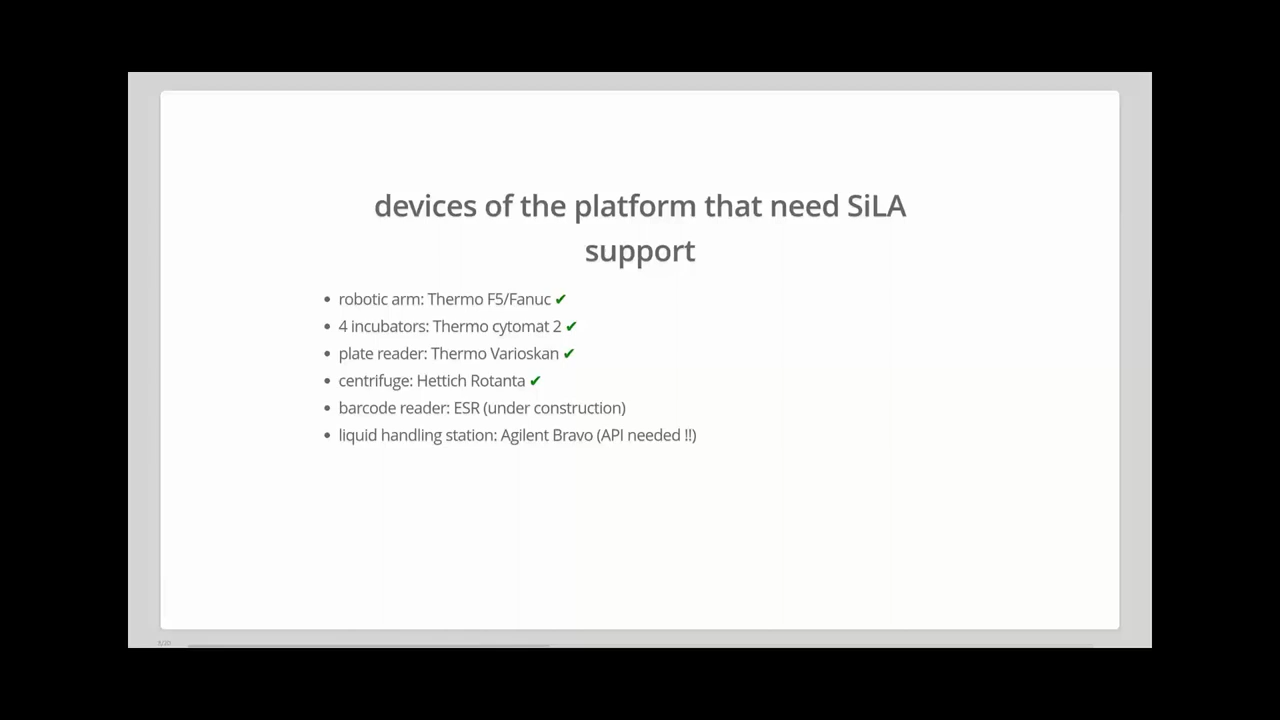 devices of the platform that need SiLA
support
• robotic arm: Thermo F5/Fanuc ✔
• 4 incubators: Thermo cytomat 2 ✔
• plate reader: Thermo Varioskan ✔
• centrifuge: Hettich Rotanta ✔
• barcode reader: ESR (under construction)
• liquid handling station: Agilent Bravo (API needed !!)